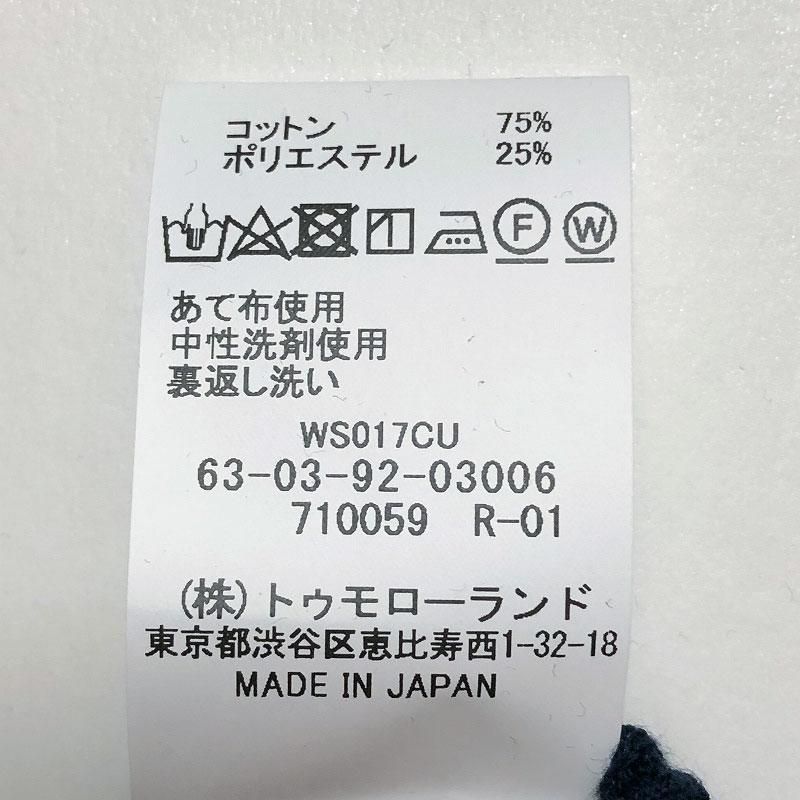 コットン 75%
ポリエステル 25%
F W
あて布使用
中性洗剤使用
裏返し洗い
WS017CU
63-03-92-03006
710059 R-01
(株)トゥモローランド
東京都渋谷区恵比寿西1-32-18
MADE IN JAPAN